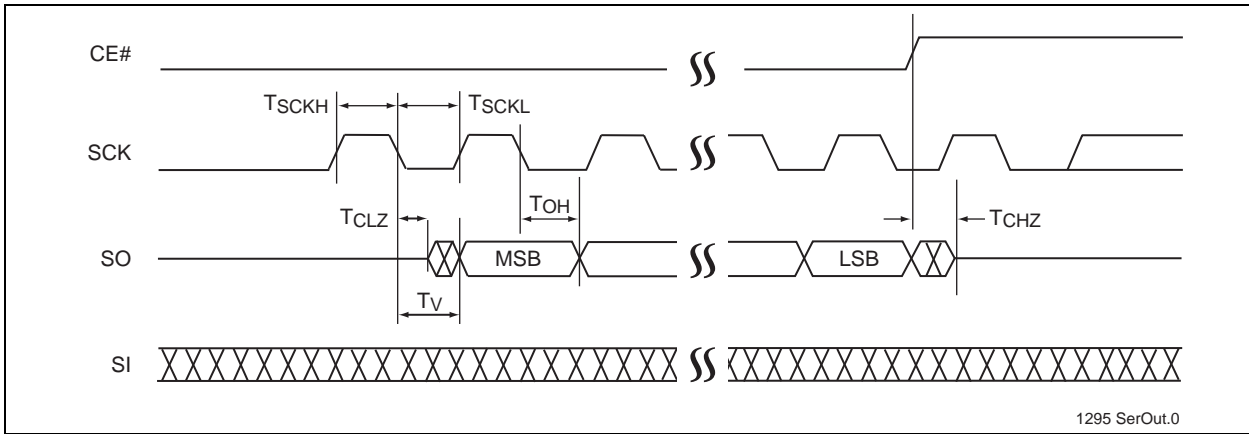 CE#
TSCKH TSCKL
SCK
TOH
TCLZ TCHZ
SO MSB LSB
TV
SI
1295 SerOut.0